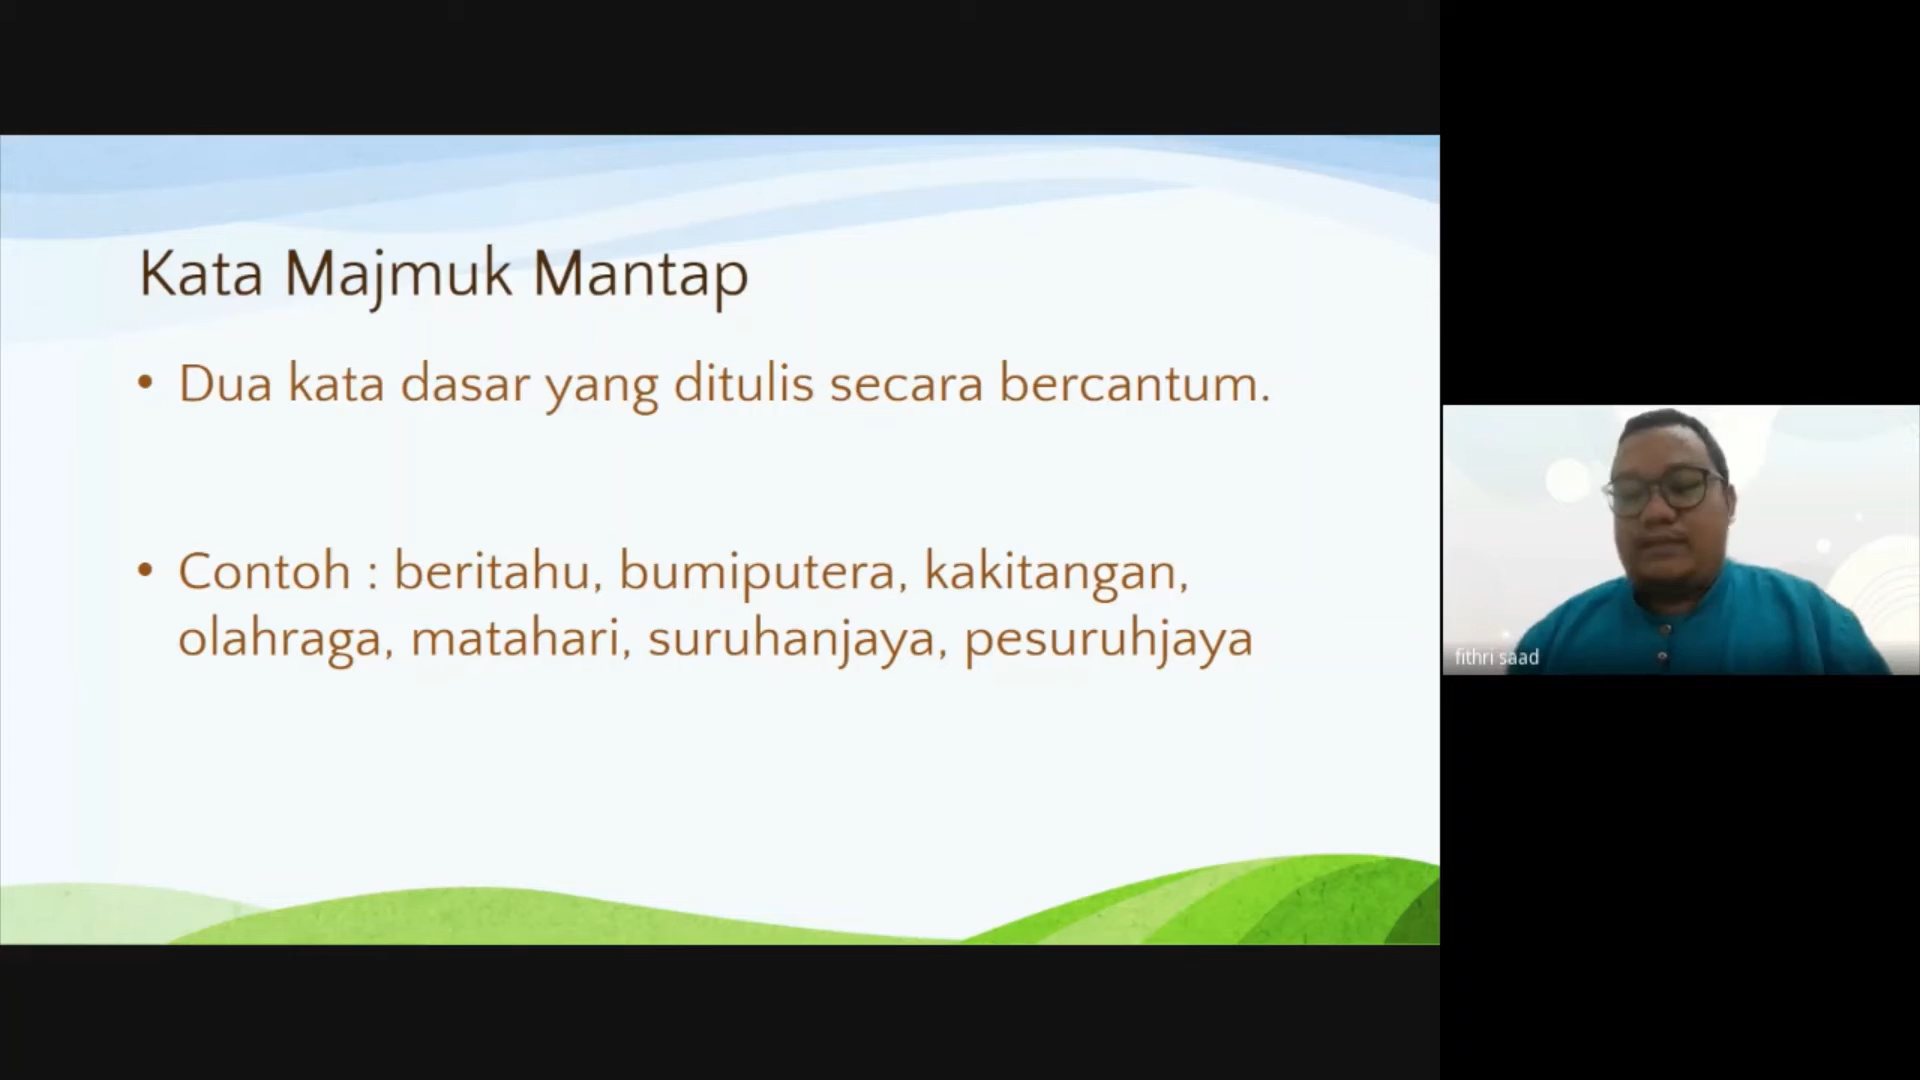 Kata Majmuk Mantap
• Dua kata dasar yang ditulis secara bercantum.
• Contoh : beritahu, bumiputera, kakitangan,
olahraga, matahari, suruhanjaya, pesuruhjaya
fithri saad